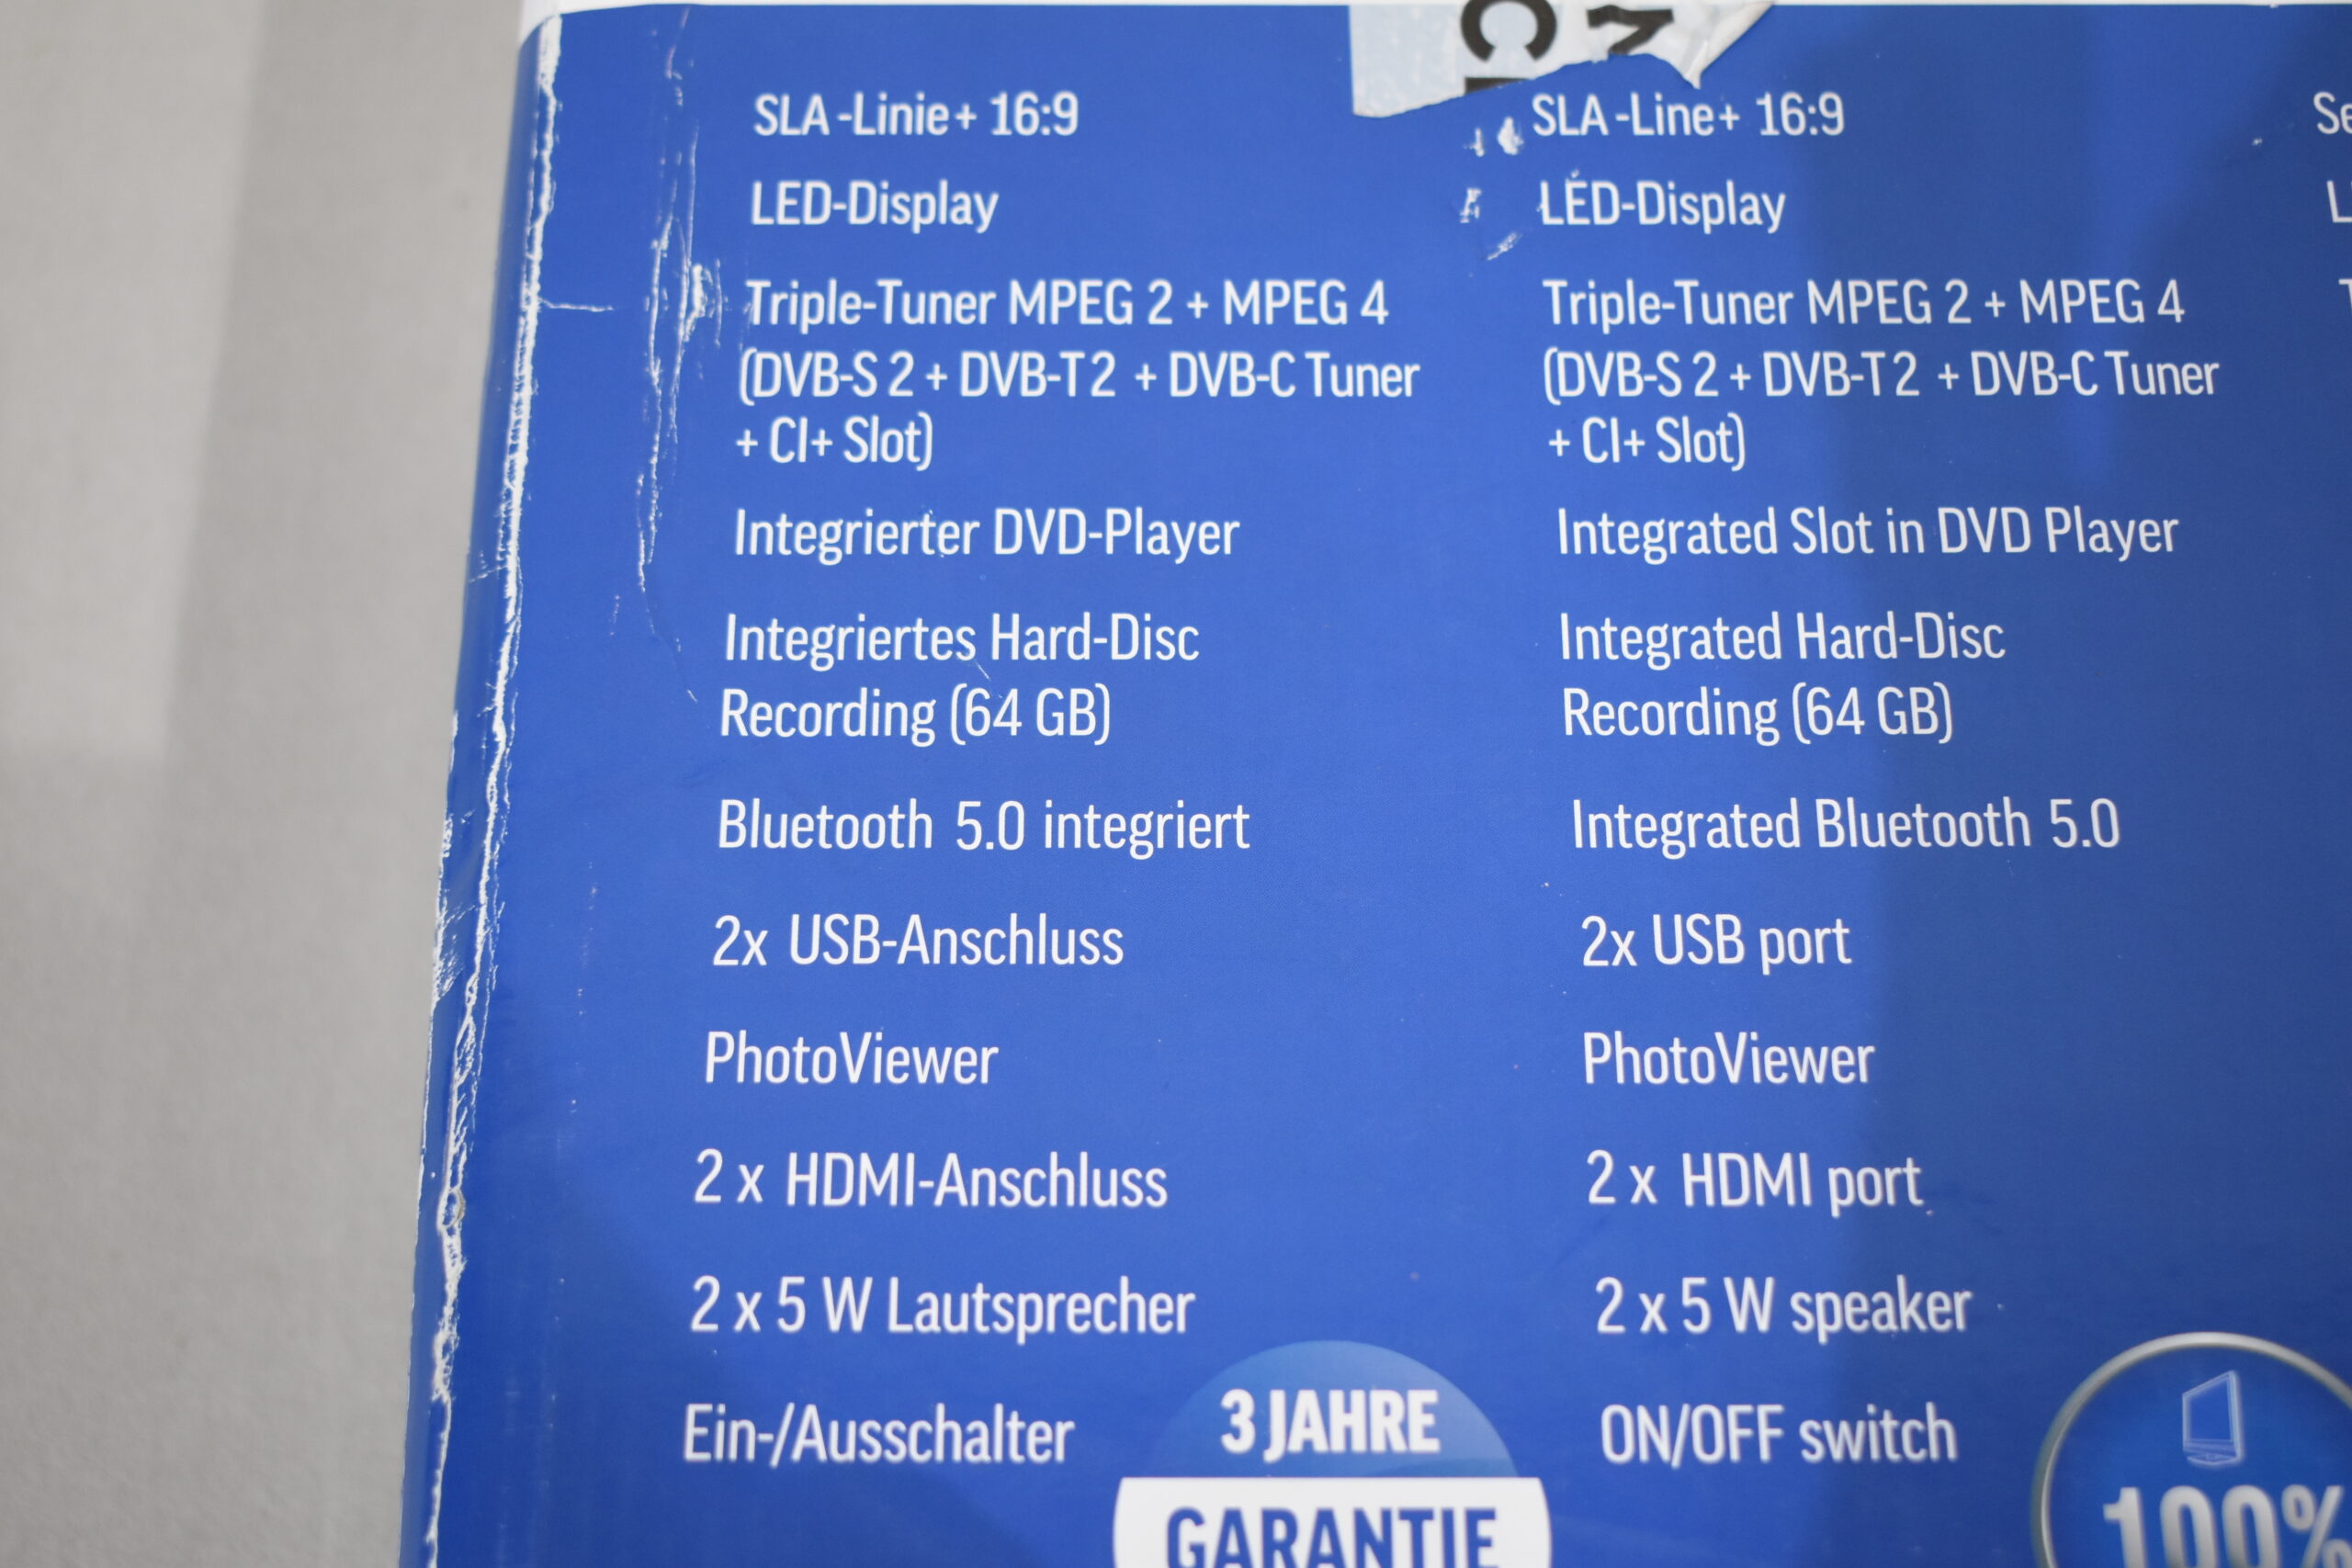 SLA-Linie+ 16:9
LED-Display
Triple-Tuner MPEG 2 + MPEG 4
(DVB-S 2 + DVB-T2 + DVB-C Tuner
+ CI+ Slot)
Integrierter DVD-Player
Integriertes Hard-Disc
Recording (64 GB)
Bluetooth 5.0 integriert
2x USB-Anschluss
PhotoViewer
2 x HDMI-Anschluss
2 x 5 W Lautsprecher
Ein-/Ausschalter
3 JAHRE
GARANTIE
SLA-Line+ 16:9
LED-Display
Triple-Tuner MPEG 2 + MPEG 4
(DVB-S 2 + DVB-T2 + DVB-C Tuner
+ CI+ Slot)
Integrated Slot in DVD Player
Integrated Hard-Disc
Recording (64 GB)
Integrated Bluetooth 5.0
2x USB port
PhotoViewer
2 x HDMI port
2 x 5 W speaker
ON/OFF switch
100%